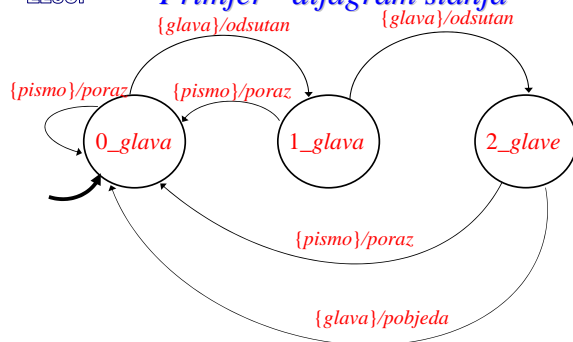 Primjer - dijagram stanja
{glava}/odsutan
{glava}/odsutan
{pismo}/poraz
{pismo}/poraz
0_glava
1_glava
2_glave
{pismo}/poraz
{glava}/pobjeda